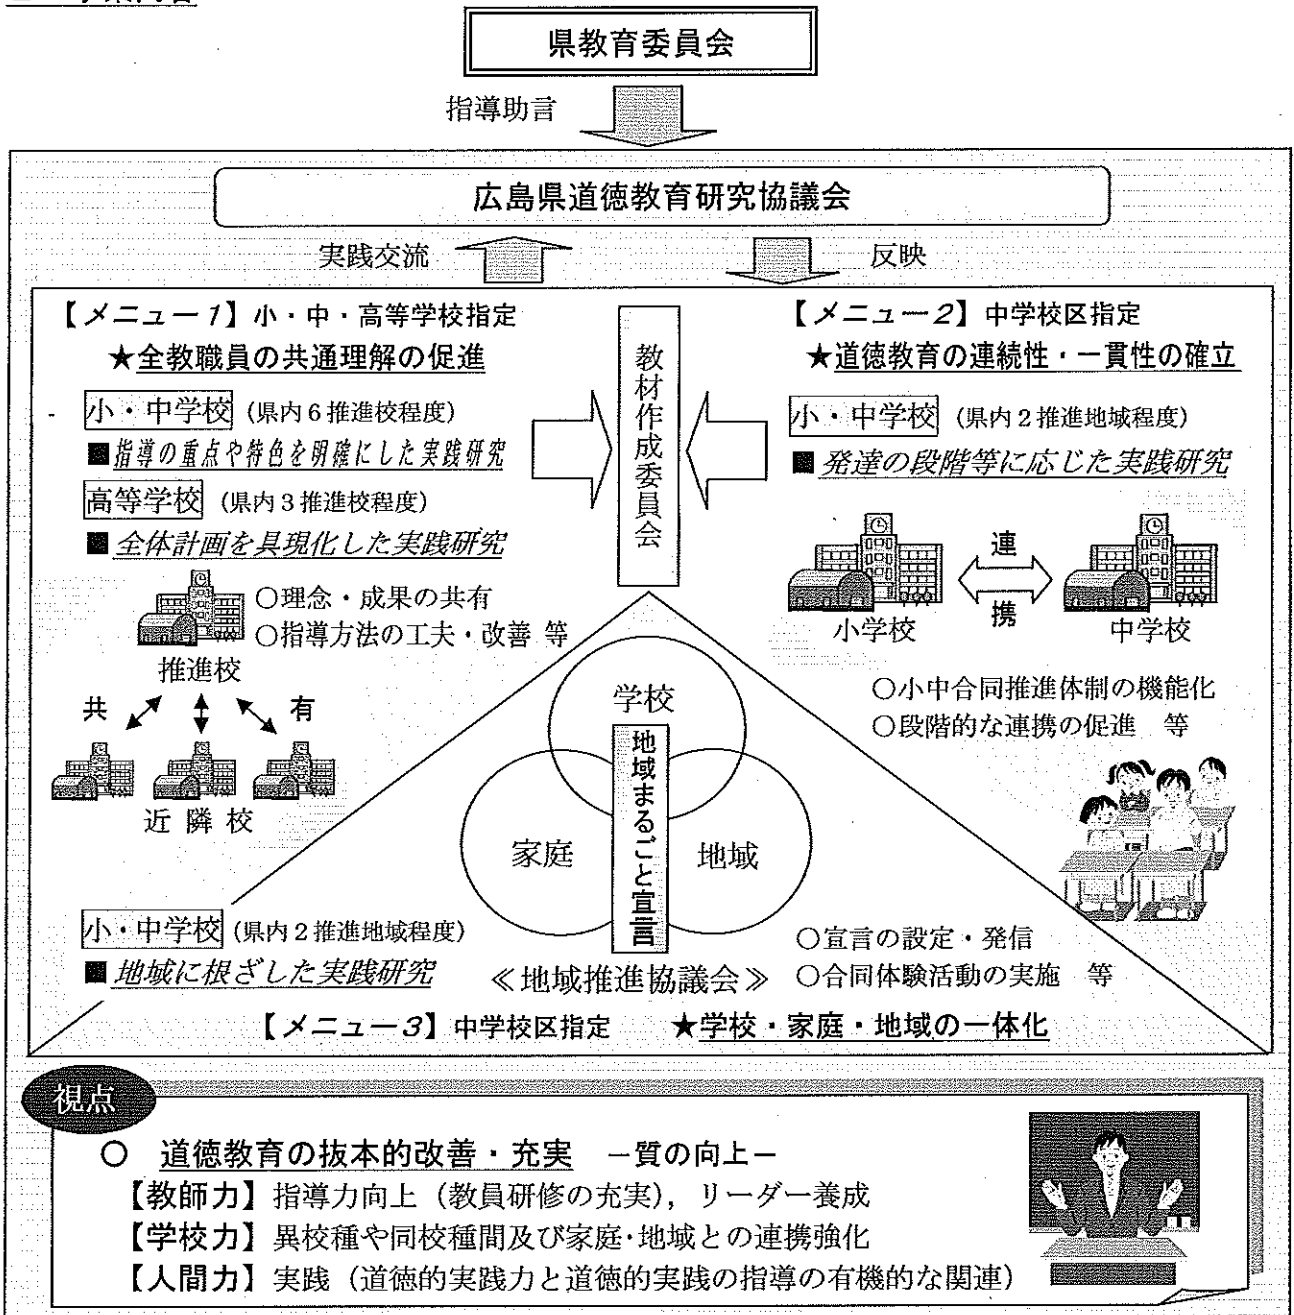 県教育委員会
指導助言
広島県道徳教育研究協議会
実践交流
反映
【メニュー1】小・中・高等学校指定
★全教職員の共通理解の促進
小・中学校（県内6推進校程度）
■指導の重点や特色を明確にした実践研究
高等学校（県内3推進校程度）
■全体計画を具現化した実践研究
○理念・成果の共有
○指導方法の工夫・改善 等
推進校
共 有
近隣校
教材作成委員会
【メニュー2】中学校区指定
★道徳教育の連続性・一貫性の確立
小・中学校（県内2推進地域程度）
■発達の段階等に応じた実践研究
連携
小学校
中学校
○小中合同推進体制の機能化
○段階的な連携の促進 等
学校
家庭
地域
地域まるごと宣言
小・中学校（県内2推進地域程度）
■地域に根ざした実践研究
≪地域推進協議会≫
○宣言の設定・発信
○合同体験活動の実施 等
【メニュー3】中学校区指定 ★学校・家庭・地域の一体化
視点
○ 道徳教育の抜本的改善・充実 －質の向上－
【教師力】指導力向上（教員研修の充実），リーダー養成
【学校力】異校種や同校種間及び家庭・地域との連携強化
【人間力】実践（道徳的実践力と道徳的実践の指導の有機的な関連）